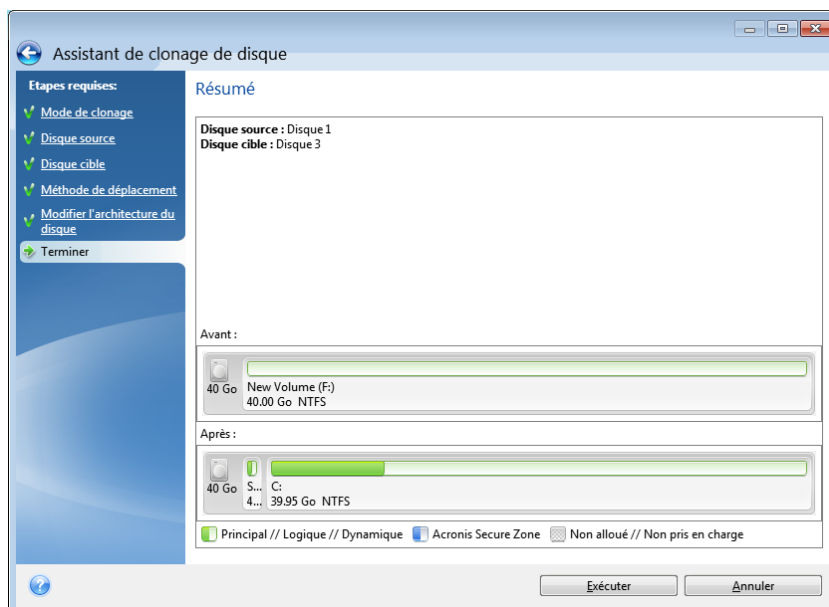 Assistant de clonage de disque
Etapes requises:
Mode de clonage
Disque source
Disque cible
Méthode de déplacement
Modifier l'architecture du
disque
Terminer
Résumé
Disque source : Disque 1
Disque cible : Disque 3
Avant :
40 Go
New Volume (F:)
40.00 Go NTFS
Après :
40 Go
S...
4...
C:
39.95 Go NTFS
Principal // Logique // Dynamique
Acronis Secure Zone
Non alloué // Non pris en charge
?
Exécuter
Annuler